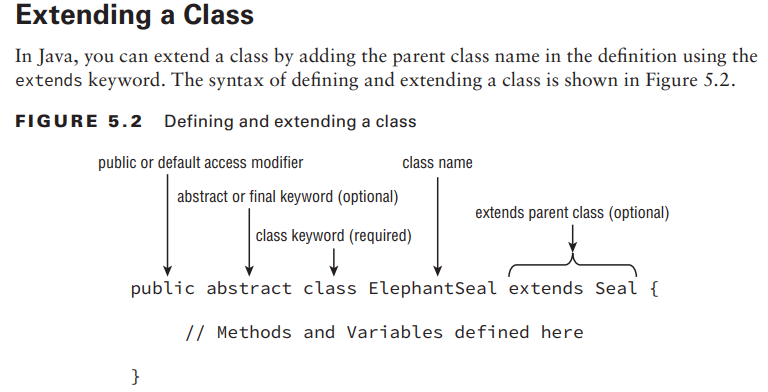 Extending a Class
In Java, you can extend a class by adding the parent class name in the definition using the
extends keyword. The syntax of defining and extending a class is shown in Figure 5.2.
FIGURE 5.2 Defining and extending a class
public or default access modifier
class name
abstract or final keyword (optional)
extends parent class (optional)
class keyword (required)
public abstract class ElephantSeal extends Seal {
// Methods and Variables defined here
}